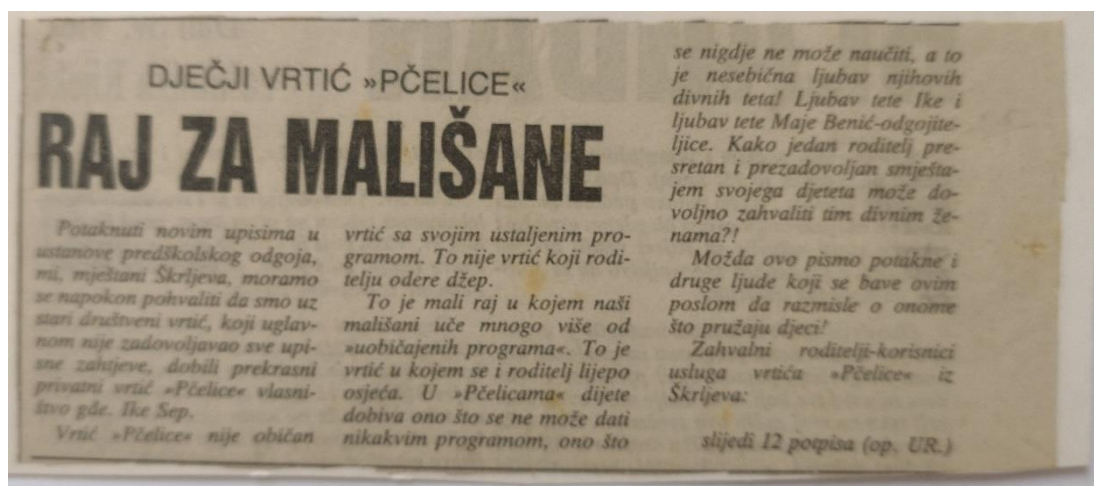 DJEČJI VRTIĆ »PČELICE«
RAJ ZA MALIŠANE
Potaknuti novim upisima u
ustanove predškolskog odgoja,
mi, mještani Škrljeva, moramo
se napokon pohvaliti da smo uz
stari društveni vrtić, koji uglav-
nom nije zadovoljavao sve upi-
sne zahtjeve, dobili prekrasni
privatni vrtić »Pčelice« vlasni-
štvo gđe. Ike Sep.
Vrtić »Pčelice« nije običan
vrtić sa svojim ustaljenim pro-
gramom. To nije vrtić koji rodi-
telju odere džep.
To je mali raj u kojem naši
mališani uče mnogo više od
»uobičajenih programa«. To je
vrtić u kojem se i roditelj lijepo
osjeća. U »Pčelicama« dijete
dobiva ono što se ne može dati
nikakvim programom, ono što
se nigdje ne može naučiti, a to
je nesebična ljubav njihovih
divnih teta! Ljubav tete Ike i
ljubav tete Maje Benić-odgojite-
ljice. Kako jedan roditelj pre-
sretan i prezadovoljan smješta-
jem svojega djeteta može do-
voljno zahvaliti tim divnim že-
nama?!
Možda ovo pismo potakne i
druge ljude koji se bave ovim
poslom da razmisle o onome
što pružaju djeci!
Zahvalni roditelji-korisnici
usluga vrtića »Pčelice« iz
Škrljeva:
slijedi 12 potpisa (op. UR.)